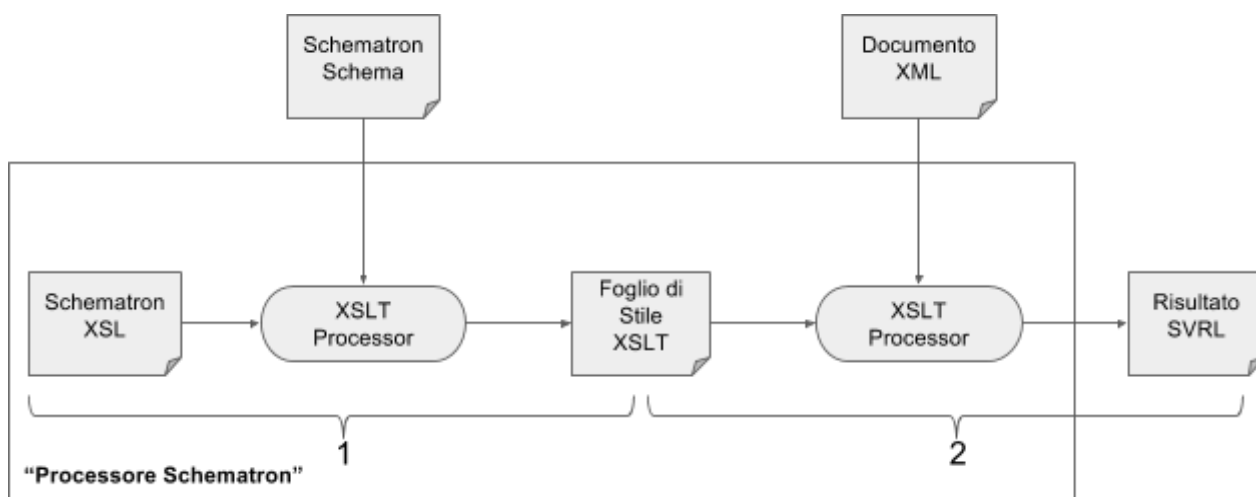 Schematron
Schema
Documento
XML
Schematron
XSL
XSLT
Processor
Foglio di
Stile
XSLT
XSLT
Processor
Risultato
SVRL
1
2
“Processore Schematron”